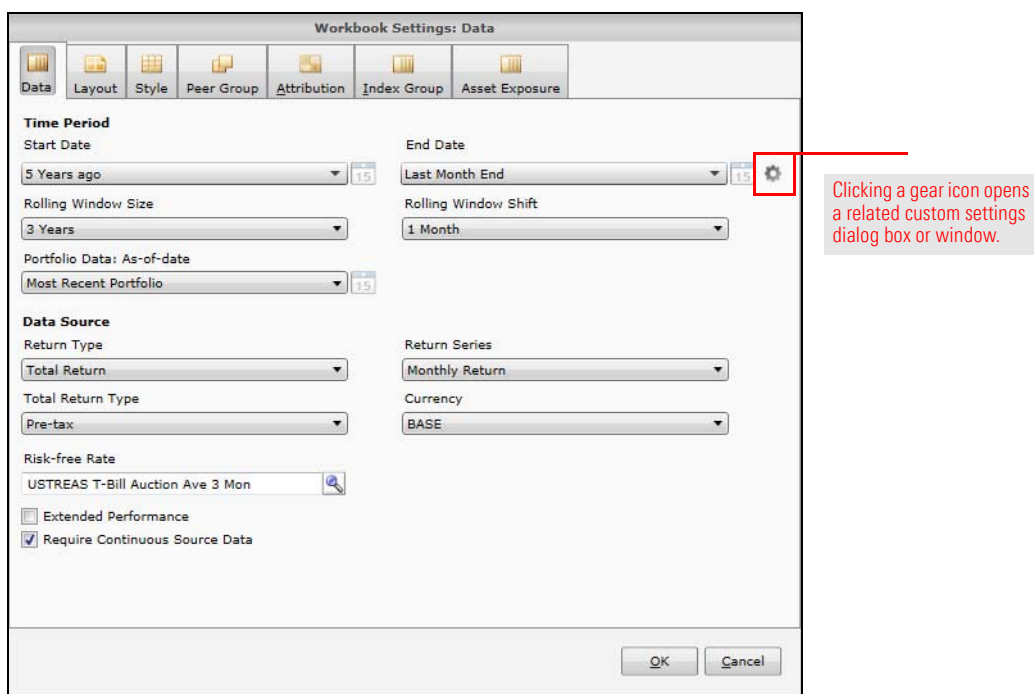 Workbook Settings: Data
Data Layout Style Peer Group Attribution Index Group Asset Exposure
Time Period
Start Date End Date
5 Years ago 15 Last Month End 15
Rolling Window Size Rolling Window Shift
3 Years 1 Month
Portfolio Data: As-of-date
Most Recent Portfolio 15
Data Source
Return Type Return Series
Total Return Monthly Return
Total Return Type Currency
Pre-tax BASE
Risk-free Rate
USTREAS T-Bill Auction Ave 3 Mon
Extended Performance
Require Continuous Source Data
OK Cancel
Clicking a gear icon opens
a related custom settings
dialog box or window.